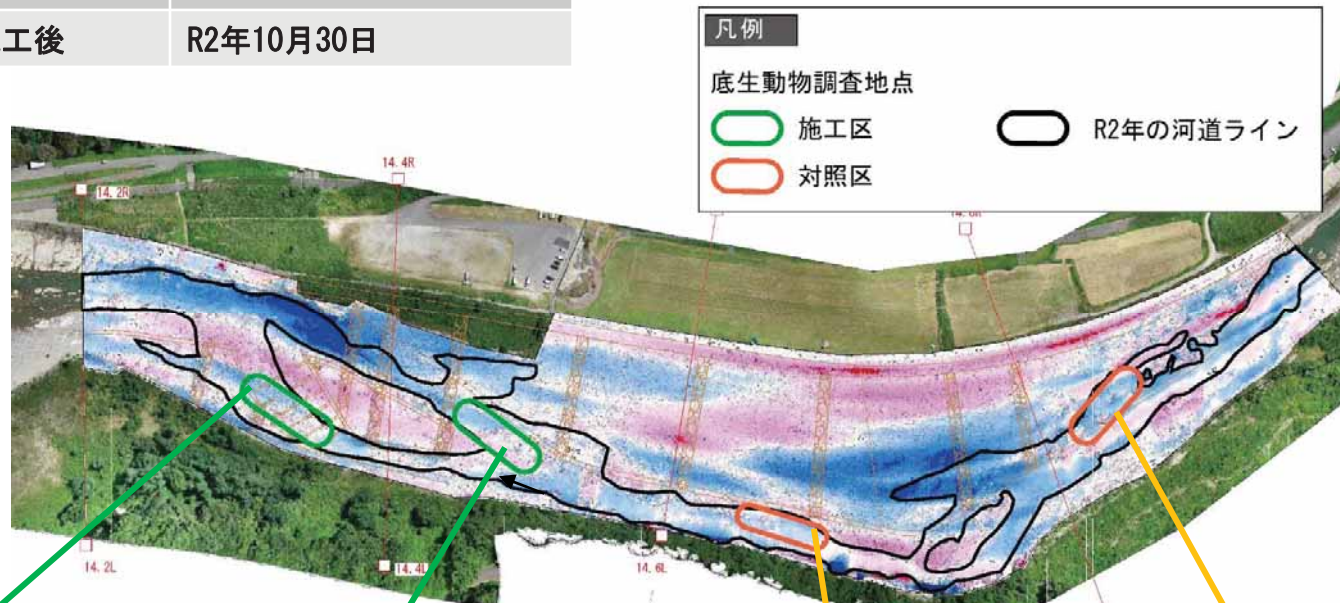 工後 R2年10月30日
凡例
底生動物調査地点
施工区
R2年の河道ライン
対照区
14.4R
14.2R
14.2L
14.4L
14.6L